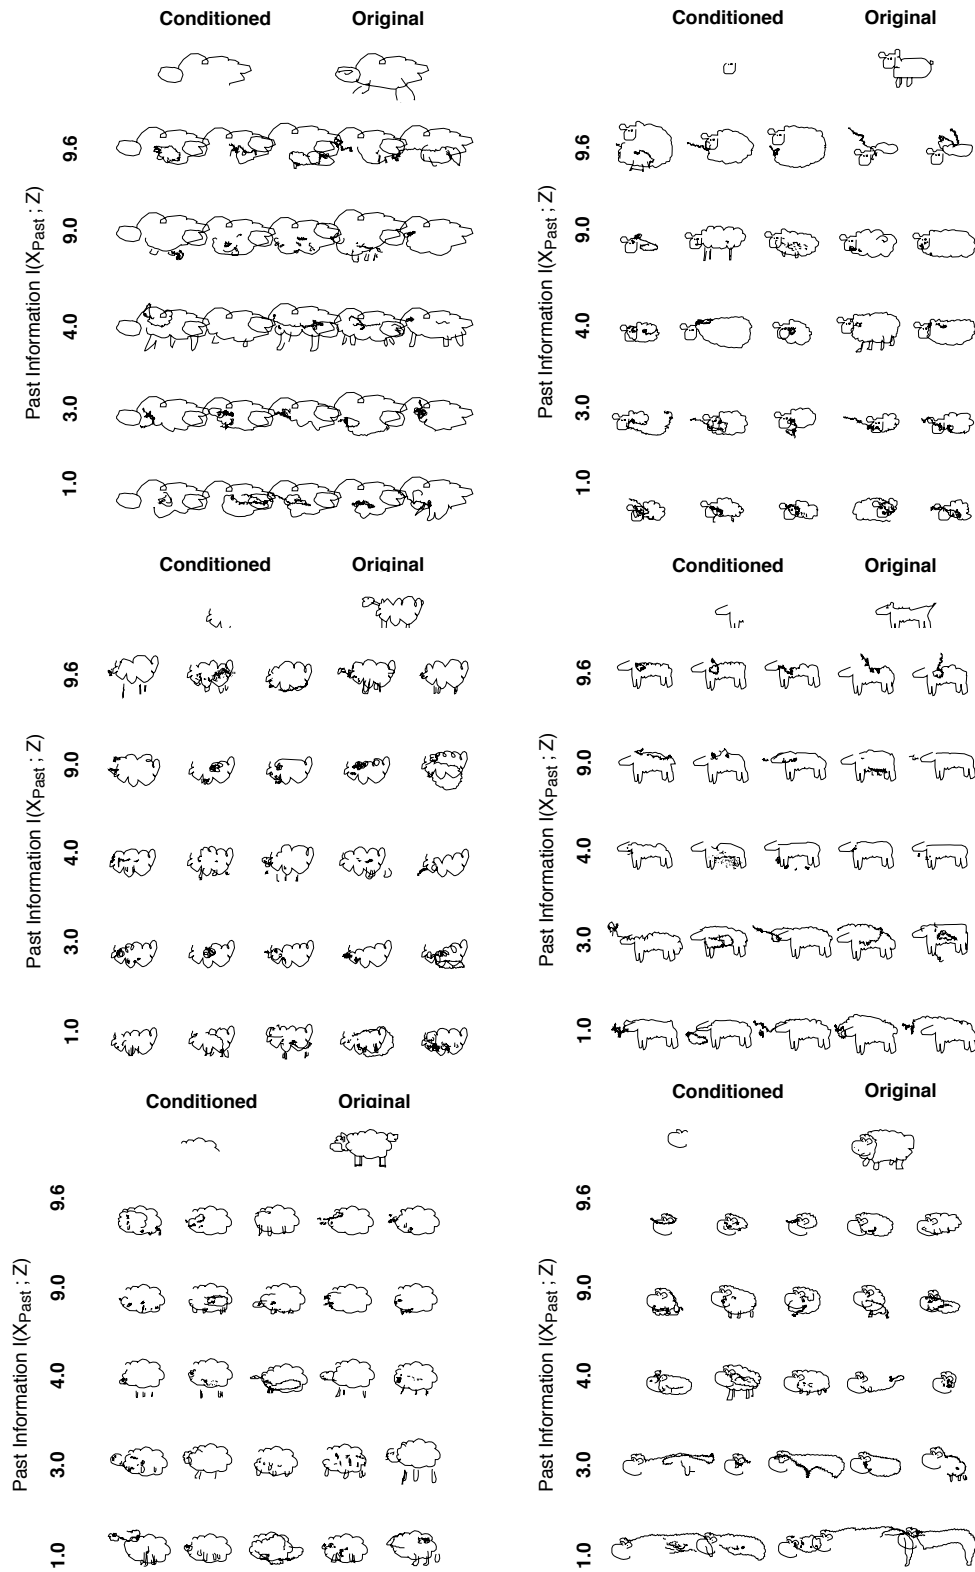 Conditioned Original
Past Information I(X_Past ; Z)
9.6
9.0
4.0
3.0
1.0
Conditioned Original
Past Information I(X_Past ; Z)
9.6
9.0
4.0
3.0
1.0
Conditioned Original
Past Information I(X_Past ; Z)
9.6
9.0
4.0
3.0
1.0
Conditioned Original
Past Information I(X_Past ; Z)
9.6
9.0
4.0
3.0
1.0
Conditioned Original
Past Information I(X_Past ; Z)
9.6
9.0
4.0
3.0
1.0
Conditioned Original
Past Information I(X_Past ; Z)
9.6
9.0
4.0
3.0
1.0